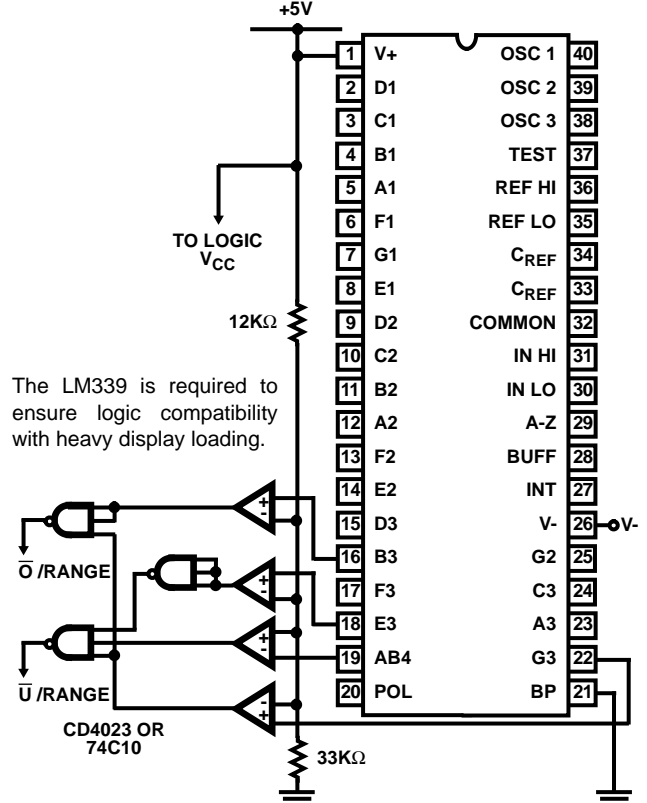 +5V
1 V+ OSC 1 40
2 D1 OSC 2 39
3 C1 OSC 3 38
4 B1 TEST 37
5 A1 REF HI 36
6 F1 REF LO 35
7 G1 CREF 34
8 E1 CREF 33
9 D2 COMMON 32
10 C2 IN HI 31
11 B2 IN LO 30
12 A2 A-Z 29
13 F2 BUFF 28
14 E2 INT 27
15 D3 V- 26 V-
16 B3 G2 25
17 F3 C3 24
18 E3 A3 23
19 AB4 G3 22
20 POL BP 21
TO LOGIC
VCC
12KΩ
The LM339 is required to
ensure logic compatibility
with heavy display loading.
+
-
O̅ /RANGE
+
-
-
+
U̅ /RANGE
-
+
CD4023 OR
74C10
33KΩ